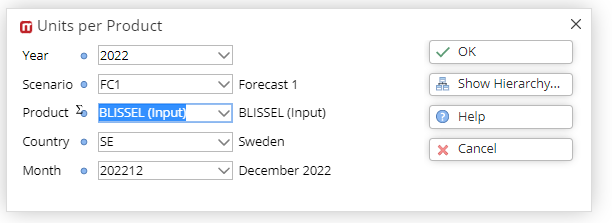 Units per Product
Year 2022
OK
Scenario FC1 Forecast 1
Show Hierarchy...
Product Σ BLISSEL (Input) BLISSEL (Input)
Help
Country SE Sweden
Cancel
Month 202212 December 2022